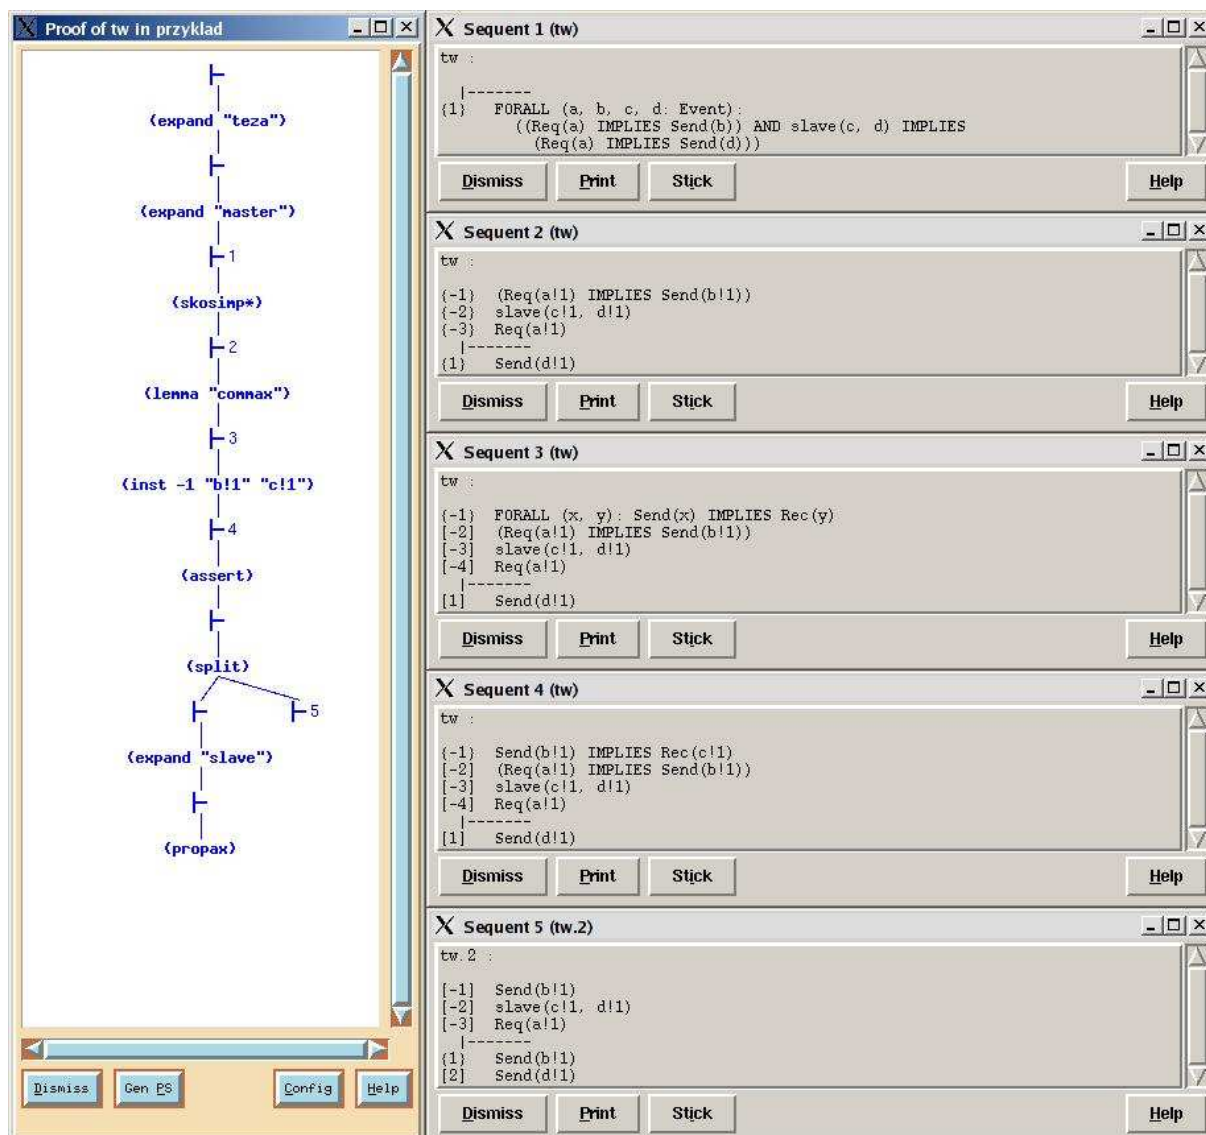 Proof of tw in przyklad
(expand "teza")
(expand "master")
1
(skosimp*)
2
(lemma "commax")
3
(inst -1 "b!1" "c!1")
4
(assert)
(split)
5
(expand "slave")
(propax)
Dismiss Gen PS Config Help
Sequent 1 (tw)
tw :
|-------
{1} FORALL (a, b, c, d: Event):
((Req(a) IMPLIES Send(b)) AND slave(c, d) IMPLIES
(Req(a) IMPLIES Send(d)))
Dismiss Print Stick Help
Sequent 2 (tw)
tw :
{-1} (Req(a!1) IMPLIES Send(b!1))
{-2} slave(c!1, d!1)
{-3} Req(a!1)
|-------
{1} Send(d!1)
Dismiss Print Stick Help
Sequent 3 (tw)
tw :
{-1} FORALL (x, y): Send(x) IMPLIES Rec(y)
[-2] (Req(a!1) IMPLIES Send(b!1))
[-3] slave(c!1, d!1)
[-4] Req(a!1)
|-------
[1] Send(d!1)
Dismiss Print Stick Help
Sequent 4 (tw)
tw :
{-1} Send(b!1) IMPLIES Rec(c!1)
[-2] (Req(a!1) IMPLIES Send(b!1))
[-3] slave(c!1, d!1)
[-4] Req(a!1)
|-------
[1] Send(d!1)
Dismiss Print Stick Help
Sequent 5 (tw.2)
tw.2 :
[-1] Send(b!1)
[-2] slave(c!1, d!1)
[-3] Req(a!1)
|-------
{1} Send(b!1)
[2] Send(d!1)
Dismiss Print Stick Help